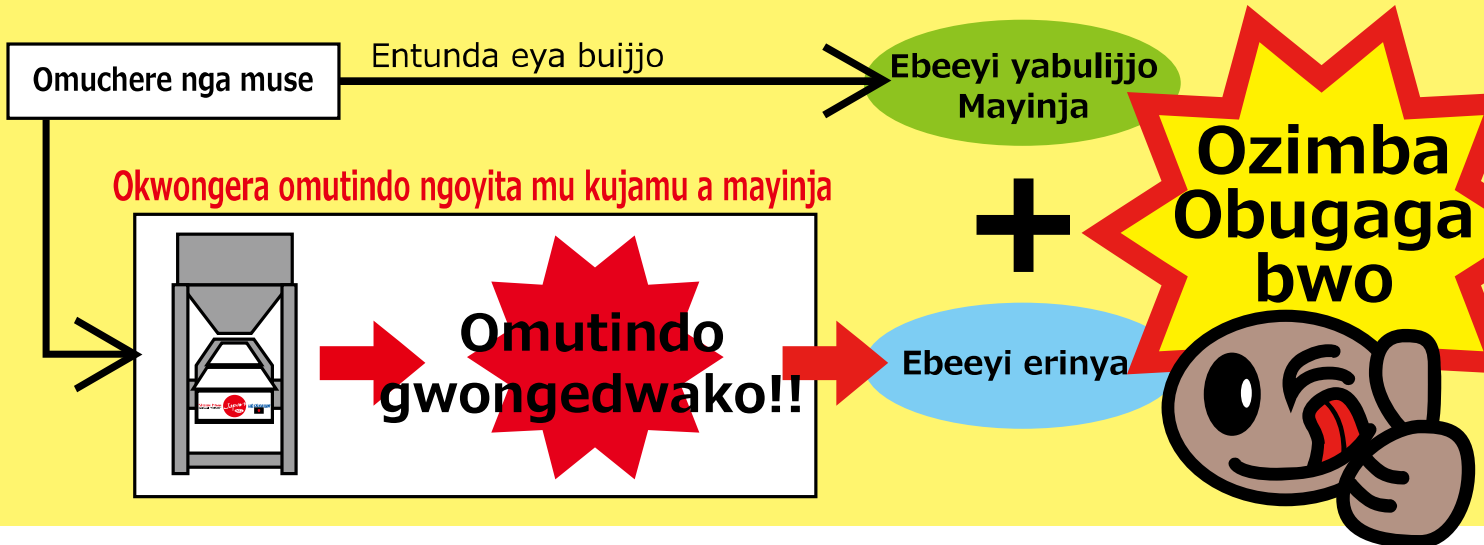 Omuchere nga muse
Entunda eya buijjo
Ebeeyi yabulijjo
Mayinja
Okwongera omutindo ngoyita mu kujamu a mayinja
+
Ozimba
Obugaga
bwo
Omutindo
gwongedwako!!
Ebeeyi erinya